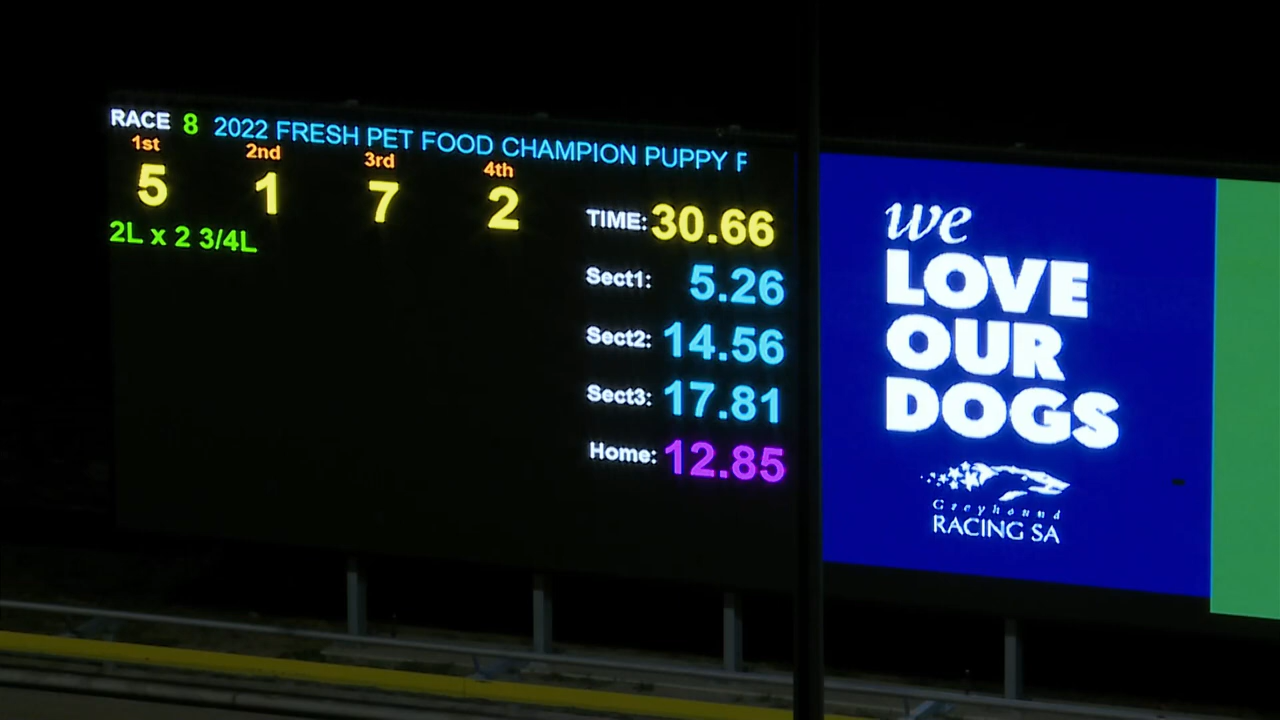 RACE 8 2022 FRESH PET FOOD CHAMPION PUPPY F
1st 2nd 3rd 4th
5 1 7 2
2L x 2 3/4L
TIME: 30.66
Sect1: 5.26
Sect2: 14.56
Sect3: 17.81
Home: 12.85
we
LOVE
OUR
DOGS
Greyhound
RACING SA